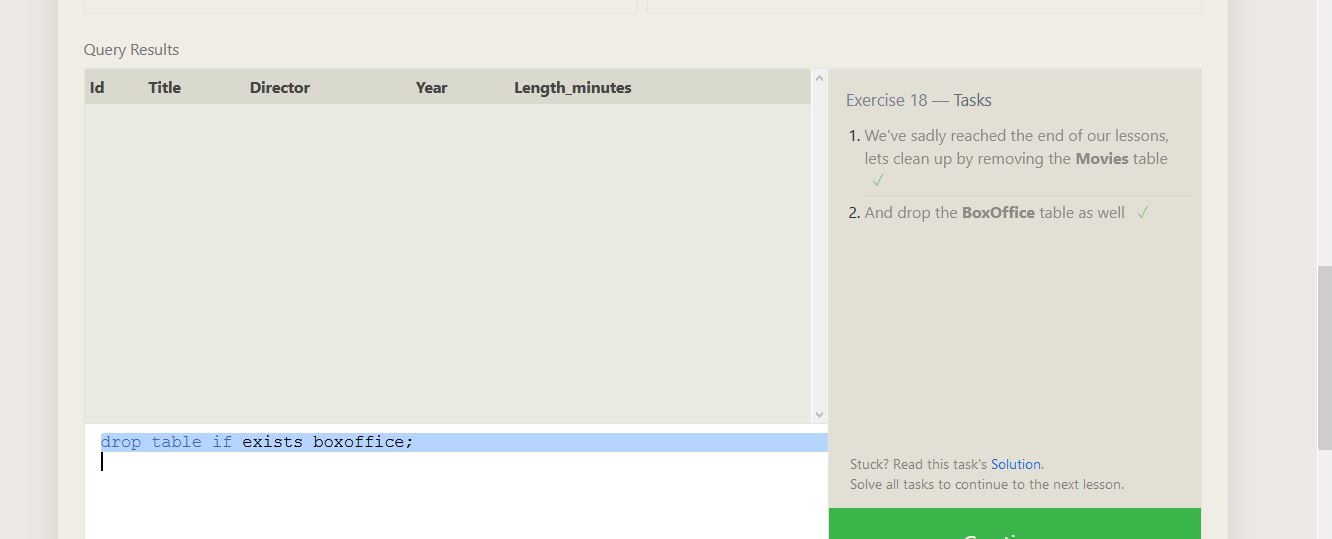 Query Results
Id Title Director Year Length_minutes
Exercise 18 — Tasks
1. We've sadly reached the end of our lessons,
lets clean up by removing the Movies table
✓
2. And drop the BoxOffice table as well ✓
drop table if exists boxoffice;
Stuck? Read this task's Solution.
Solve all tasks to continue to the next lesson.